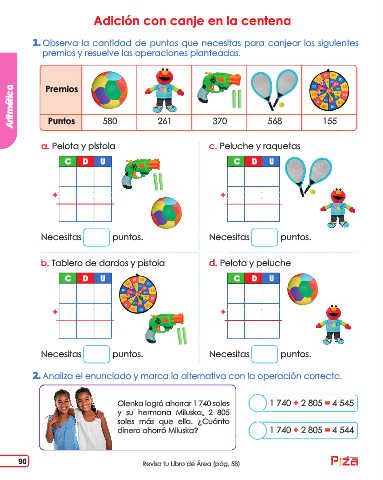 Adición con canje en la centena
1. Observa la cantidad de puntos que necesitas para canjear los siguientes
premios y resuelve las operaciones planteadas.
Aritmética
Premios
Puntos 580 261 370 568 155
a. Pelota y pistola
C D U
+
Necesitas puntos.
c. Peluche y raquetas
C D U
+
Necesitas puntos.
b. Tablero de dardos y pistola
C D U
+
Necesitas puntos.
d. Pelota y peluche
C D U
+
Necesitas puntos.
2. Analiza el enunciado y marca la alternativa con la operación correcta.
Olenka logró ahorrar 1 740 soles
y su hermana Miluska, 2 805
soles más que ella. ¿Cuánto
dinero ahorró Miluska?
1 740 + 2 805 = 4 545
1 740 + 2 805 = 4 544
90
Revisa tu Libro de Área (pág. 58)